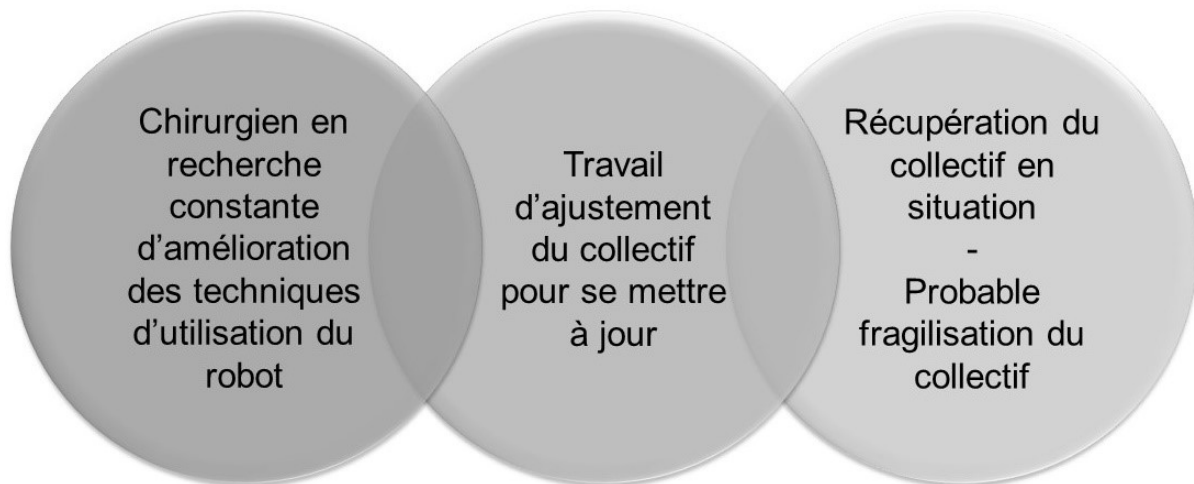 Chirurgien en
recherche
constante
d'amélioration
des techniques
d'utilisation du
robot
Travail
d'ajustement
du collectif
pour se mettre
à jour
Récupération du
collectif en
situation
-
Probable
fragilisation du
collectif